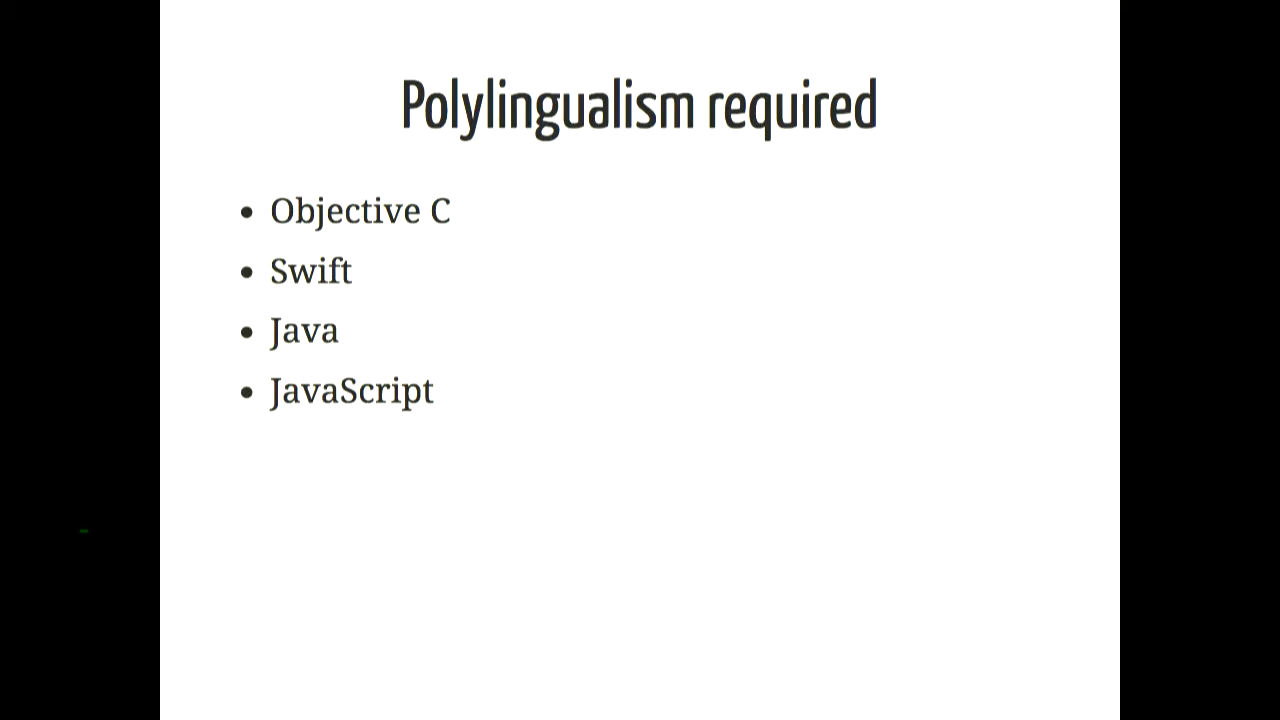 Polylingualism required
• Objective C
• Swift
• Java
• JavaScript